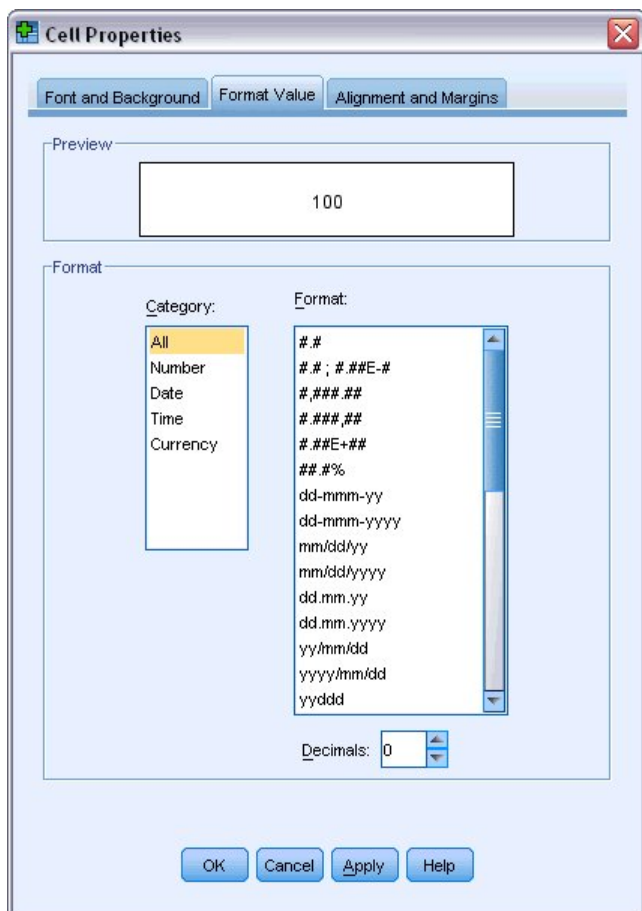 Cell Properties
Font and Background
Format Value
Alignment and Margins
Preview
100
Format
Category:
All
Number
Date
Time
Currency
Format:
#.#
#.# ; #.##E-#
#,###.##
#.###,##
#.##E+##
##.#%
dd-mmm-yy
dd-mmm-yyyy
mm/dd/yy
mm/dd/yyyy
dd.mm.yy
dd.mm.yyyy
yy/mm/dd
yyyy/mm/dd
yyddd
Decimals: 0
OK
Cancel
Apply
Help